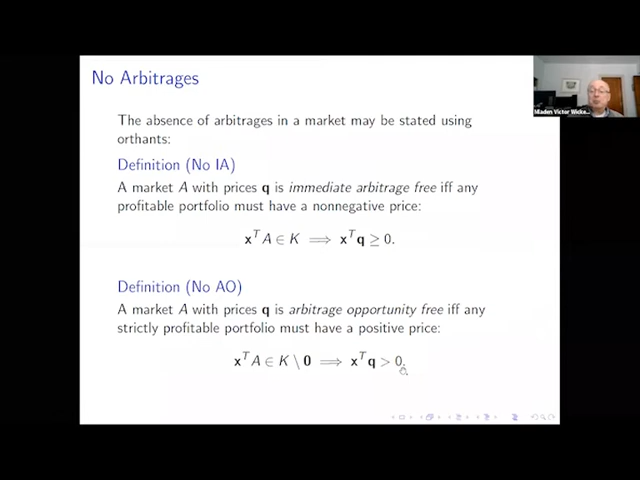 No Arbitrages
The absence of arbitrages in a market may be stated using
orthants:
Definition (No IA)
A market A with prices q is immediate arbitrage free iff any
profitable portfolio must have a nonnegative price:
x^T A ∈ K ⟹ x^T q ≥ 0.
Definition (No AO)
A market A with prices q is arbitrage opportunity free iff any
strictly profitable portfolio must have a positive price:
x^T A ∈ K \ 0 ⟹ x^T q > 0.
Mladen Victor Wicke...